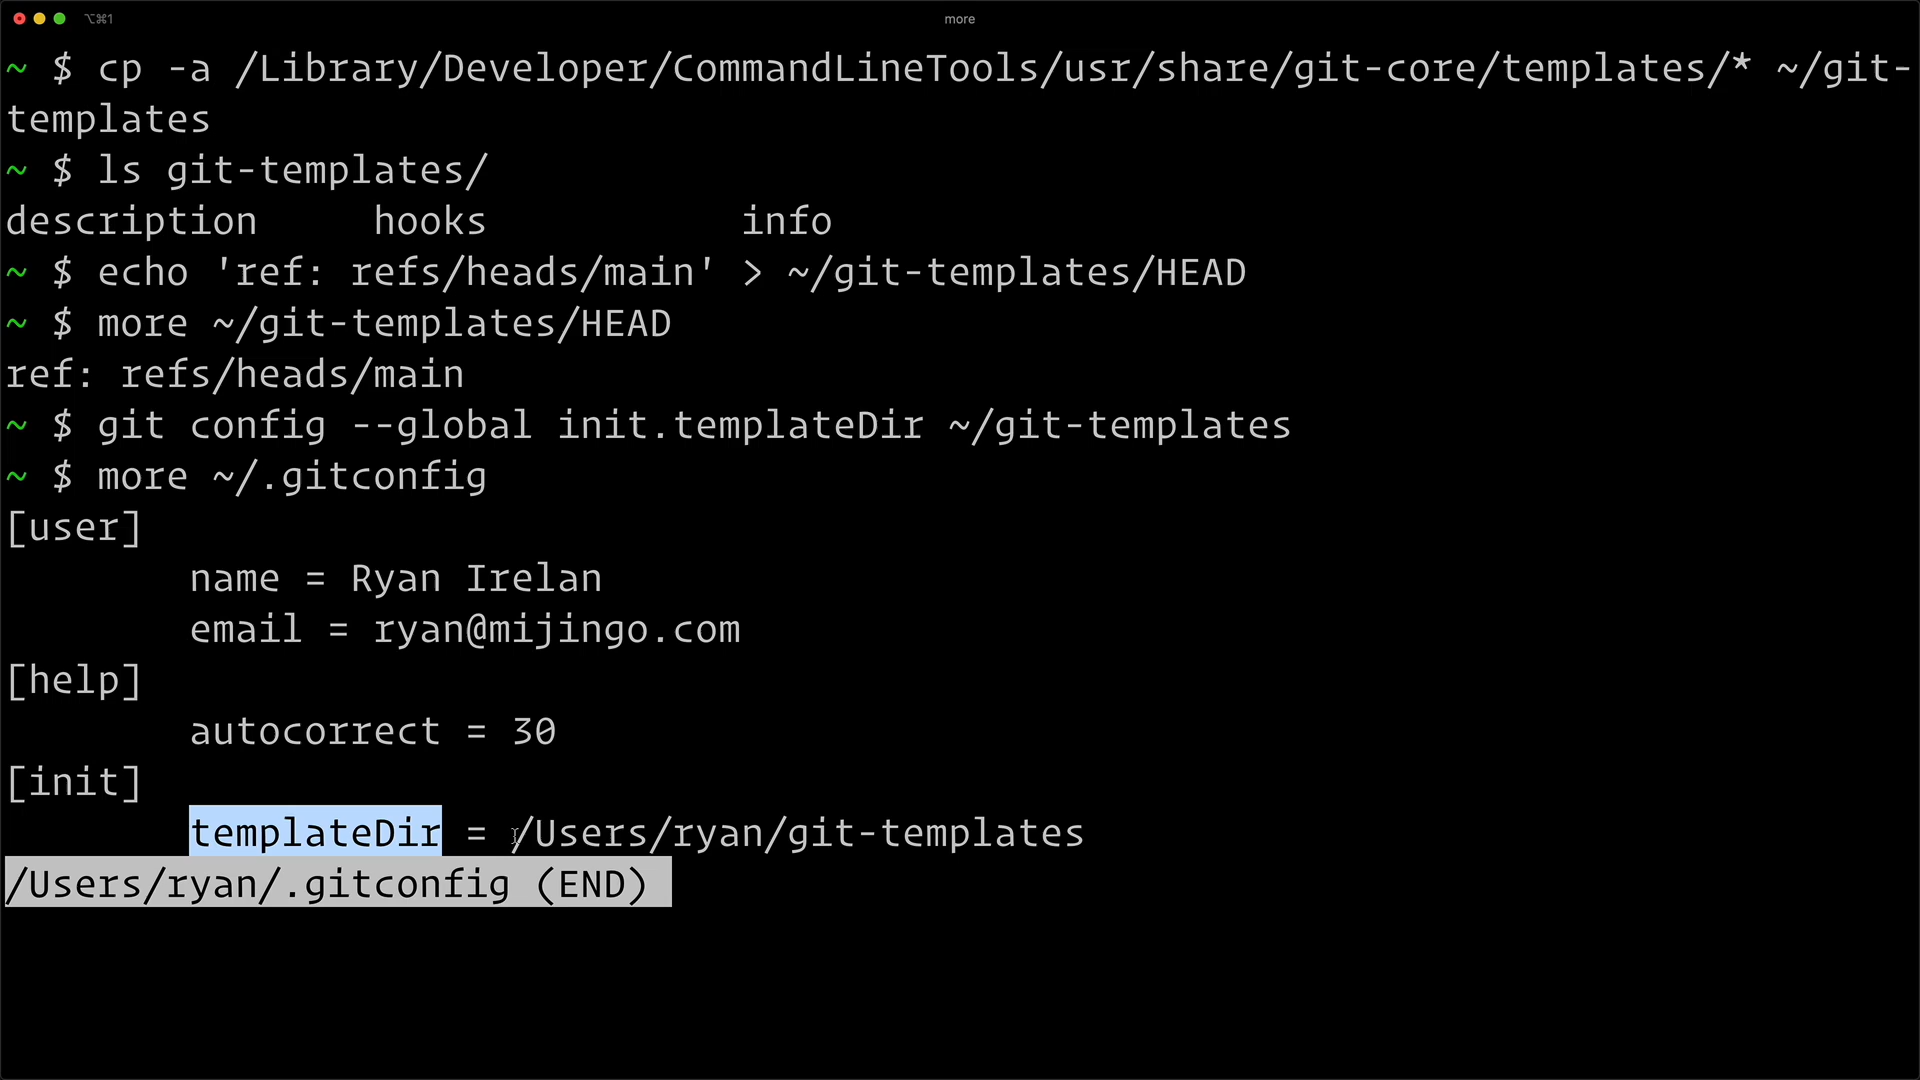 ⌥⌘1 more
~ $ cp -a /Library/Developer/CommandLineTools/usr/share/git-core/templates/* ~/git-
templates
~ $ ls git-templates/
description hooks info
~ $ echo 'ref: refs/heads/main' > ~/git-templates/HEAD
~ $ more ~/git-templates/HEAD
ref: refs/heads/main
~ $ git config --global init.templateDir ~/git-templates
~ $ more ~/.gitconfig
[user]
name = Ryan Irelan
email = ryan@mijingo.com
[help]
autocorrect = 30
[init]
templateDir = /Users/ryan/git-templates
/Users/ryan/.gitconfig (END)